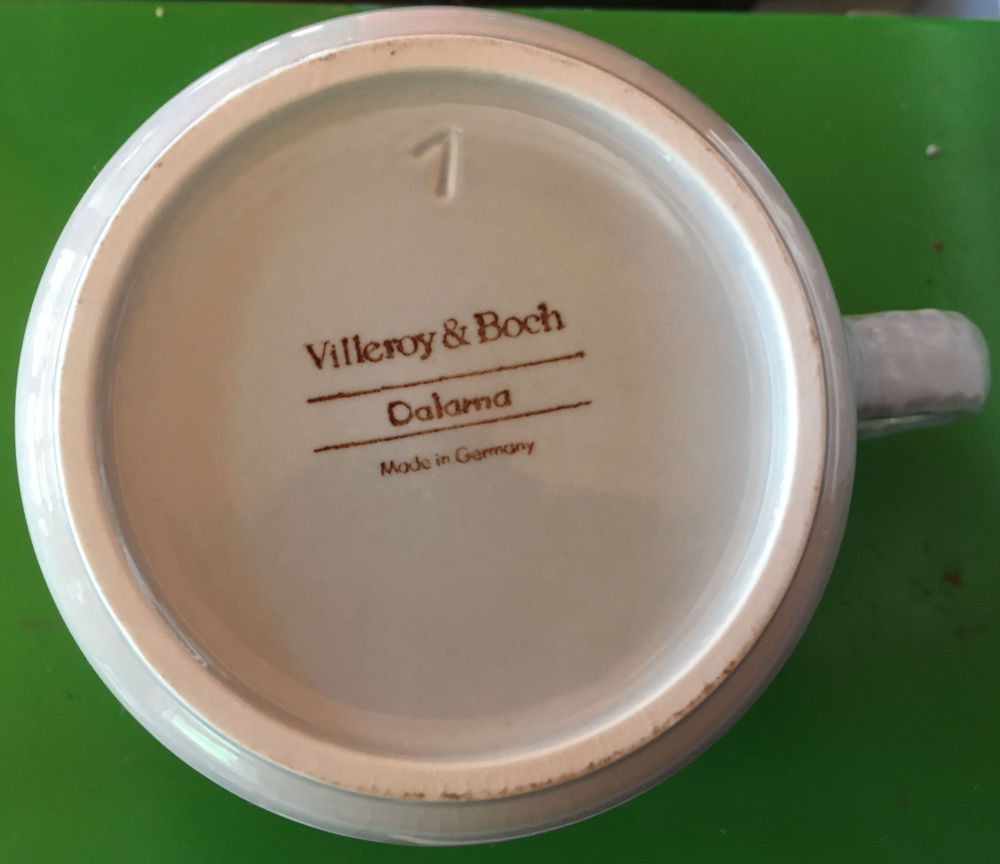 1
Villeroy & Boch
Dalarna
Made in Germany